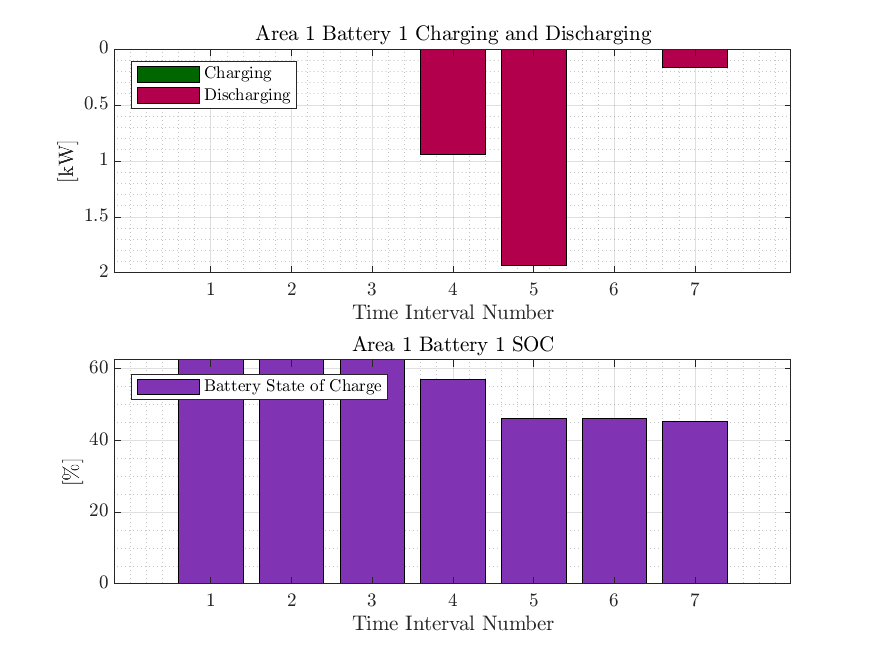 Area 1 Battery 1 Charging and Discharging
0
Charging
Discharging
0.5
1
1.5
2
[kW]
1 2 3 4 5 6 7
Time Interval Number
Area 1 Battery 1 SOC
60
Battery State of Charge
40
20
0
[%]
1 2 3 4 5 6 7
Time Interval Number